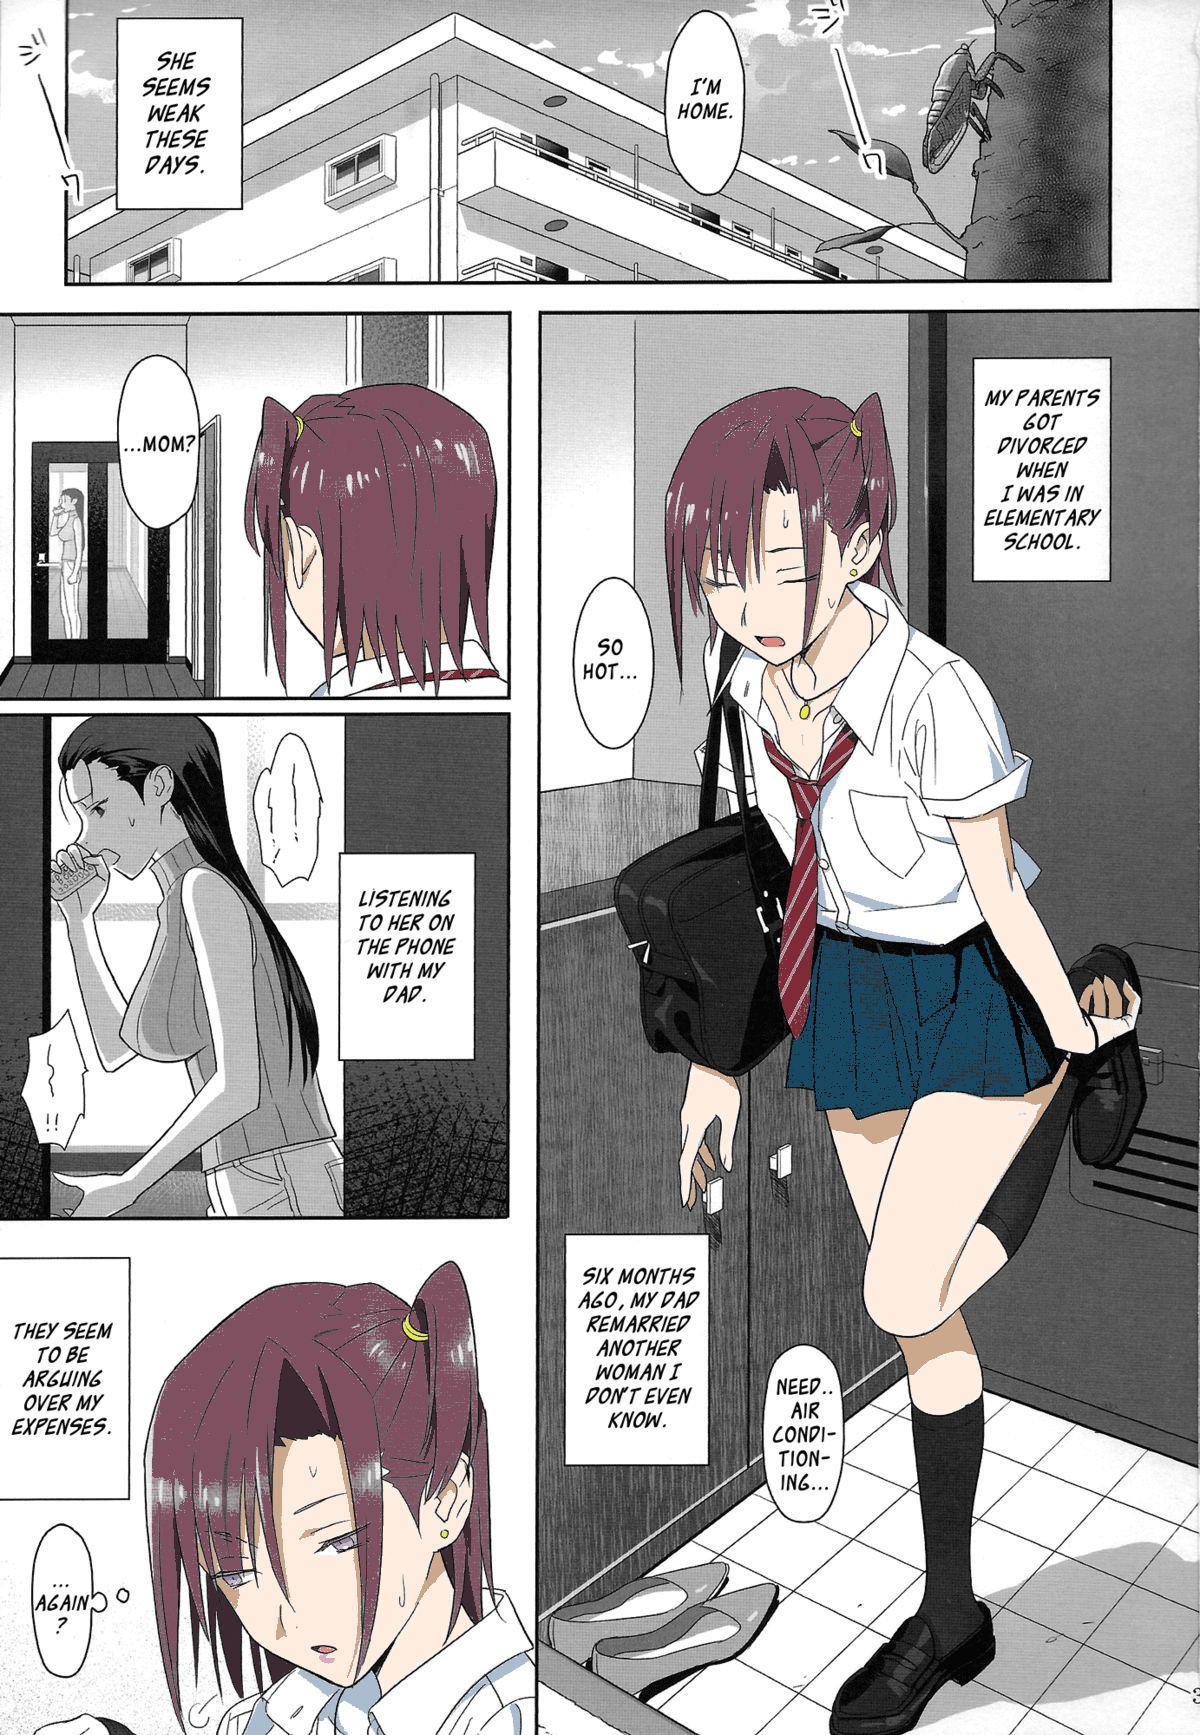 I'M
HOME.
SHE
SEEMS
WEAK
THESE
DAYS.
MY PARENTS
GOT
DIVORCED
WHEN
I WAS IN
ELEMENTARY
SCHOOL.
SO
HOT...
SIX MONTHS
AGO, MY DAD
REMARRIED
ANOTHER
WOMAN I
DON'T EVEN
KNOW.
NEED..
AIR
CONDI-
TION-
ING...
...MOM?
LISTENING
TO HER ON
THE PHONE
WITH MY
DAD.
!!
THEY SEEM
TO BE
ARGUING
OVER MY
EXPENSES.
...
AGAIN
?
3